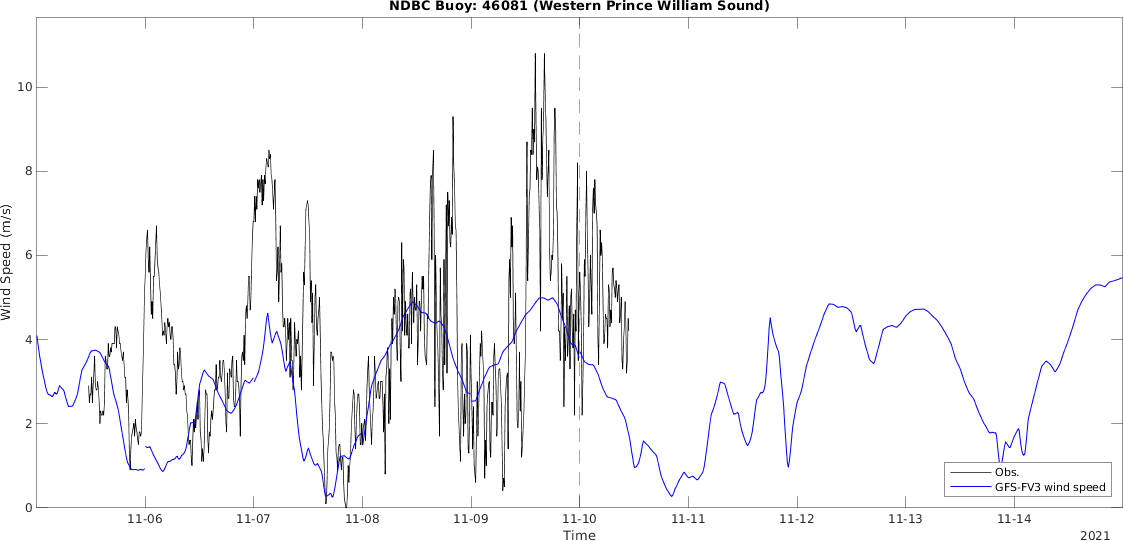 NDBC Buoy: 46081 (Western Prince William Sound)
Wind Speed (m/s)
10
8
6
4
2
0
11-06 11-07 11-08 11-09 11-10 11-11 11-12 11-13 11-14
Time
2021
Obs.
GFS-FV3 wind speed